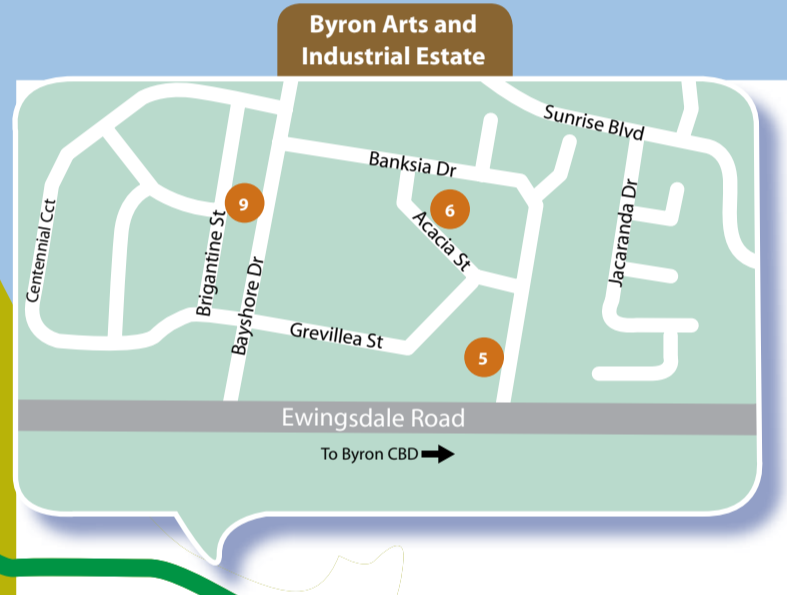 Byron Arts and
Industrial Estate
Sunrise Blvd
Banksia Dr
Jacaranda Dr
9
6
Acacia St
Centennial Cct
Brigantine St
Bayshore Dr
Grevillea St
5
Ewingsdale Road
To Byron CBD